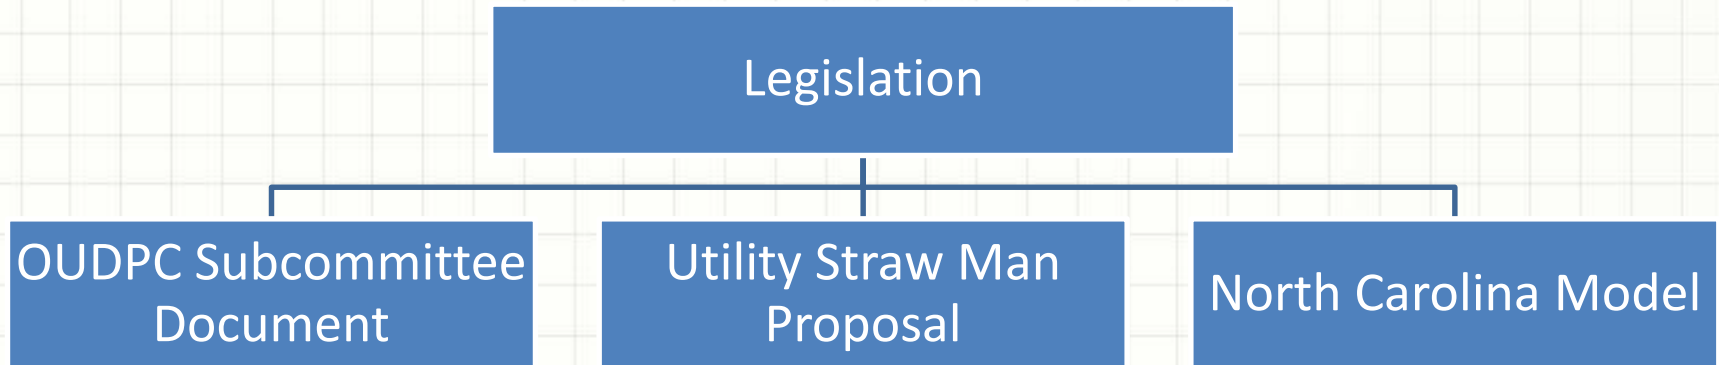 Legislation
OUDPC Subcommittee
Document
Utility Straw Man
Proposal
North Carolina Model